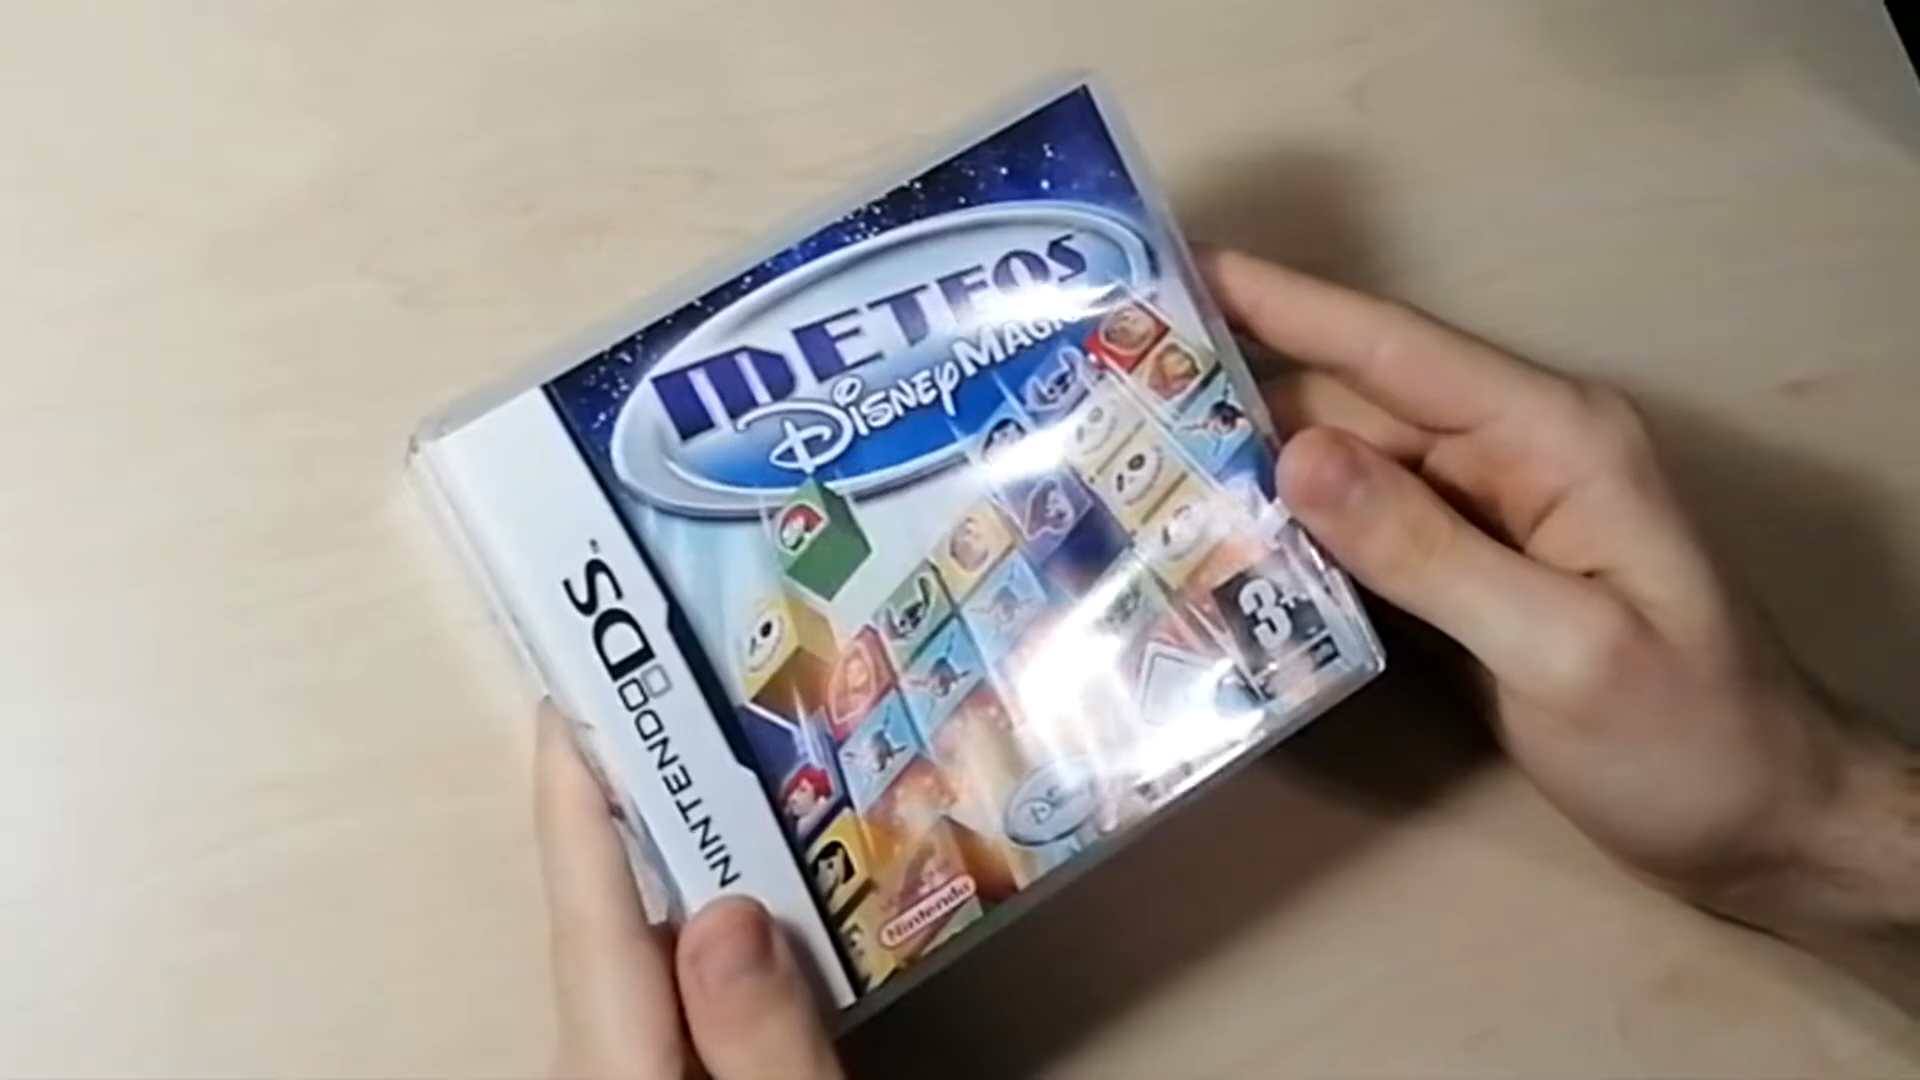 METEOS
DISNEY MAGIC
NINTENDO DS
3+
Nintendo